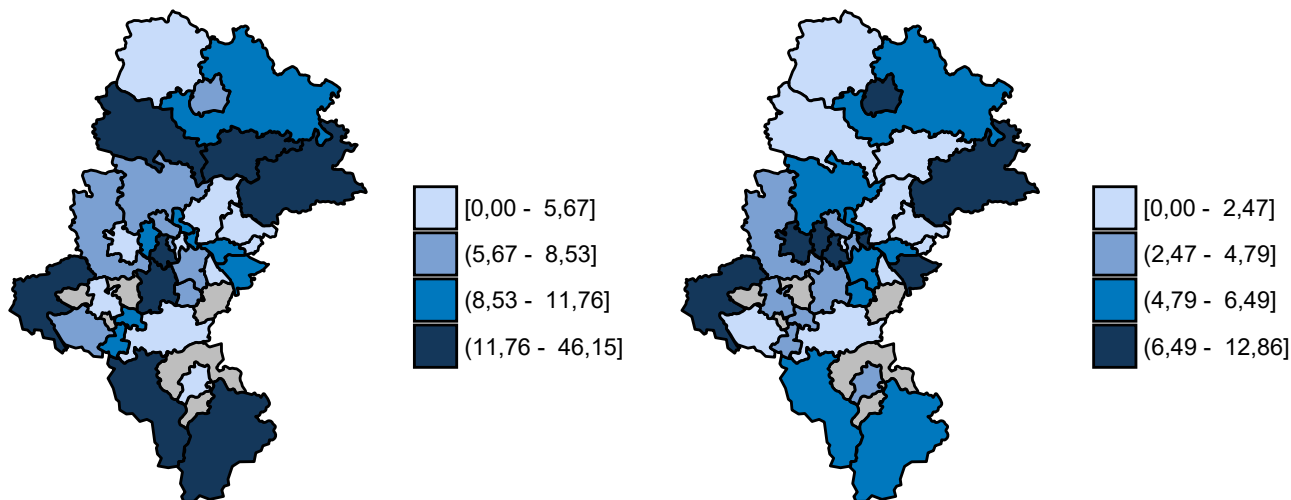 [0,00 - 5,67]
(5,67 - 8,53]
(8,53 - 11,76]
(11,76 - 46,15]
[0,00 - 2,47]
(2,47 - 4,79]
(4,79 - 6,49]
(6,49 - 12,86]